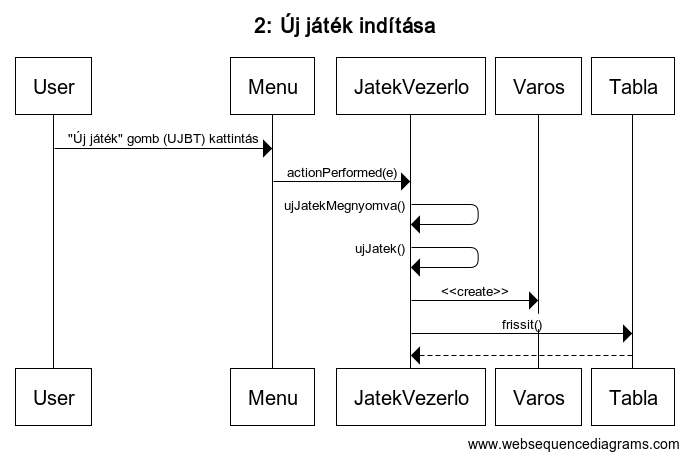 2: Új játék indítása
User Menu JatekVezerlo Varos Tabla
"Új játék" gomb (UJBT) kattintás
actionPerformed(e)
ujJatekMegnyomva()
ujJatek()
<<create>>
frissit()
User Menu JatekVezerlo Varos Tabla
www.websequencediagrams.com